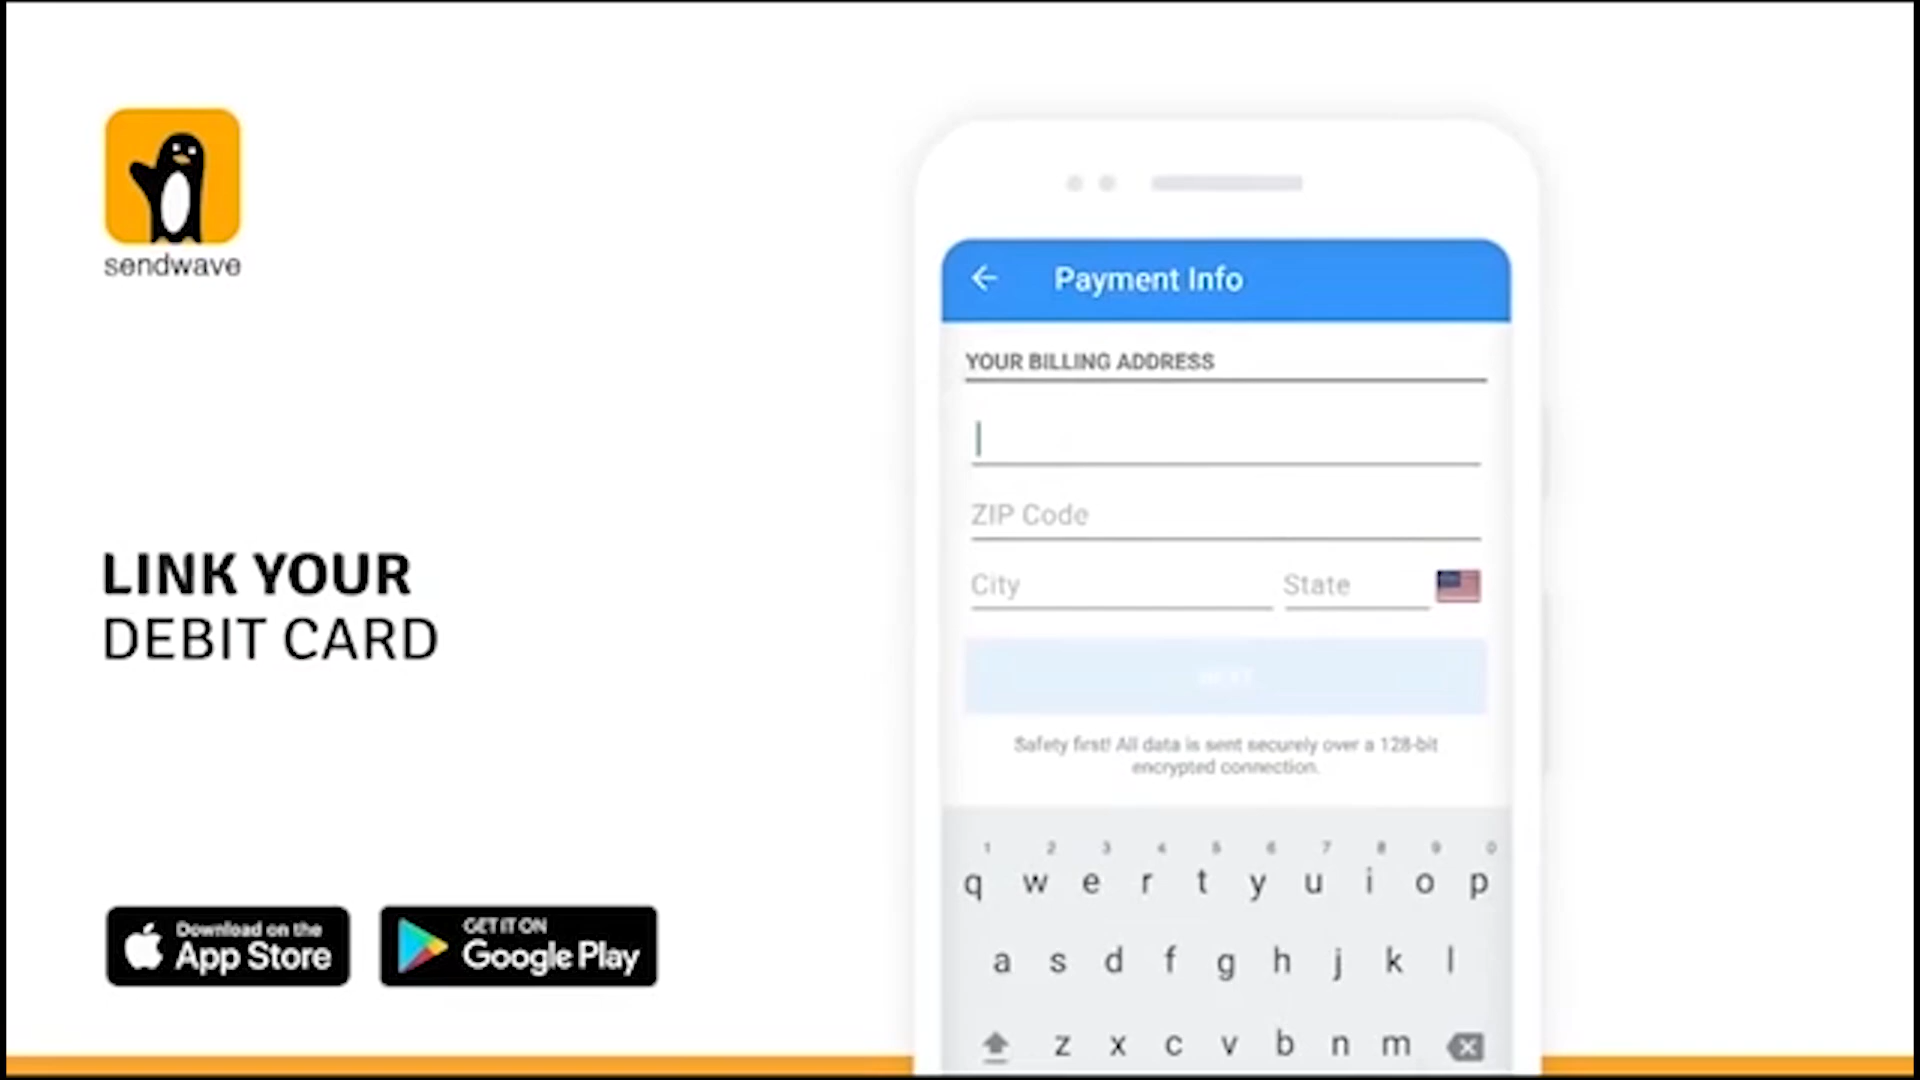 sendwave
LINK YOUR
DEBIT CARD
Download on the
App Store
GET IT ON
Google Play
Payment Info
YOUR BILLING ADDRESS
ZIP Code
City State
NEXT
Safety first! All data is sent securely over a 128-bit
encrypted connection.
1 2 3 4 5 6 7 8 9 0
q w e r t y u i o p
a s d f g h j k l
z x c v b n m